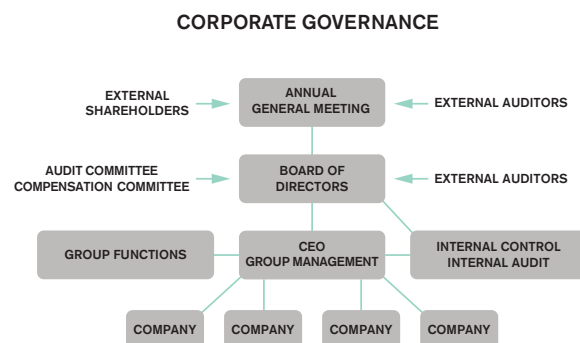 CORPORATE GOVERNANCE
EXTERNAL
SHAREHOLDERS
ANNUAL
GENERAL MEETING
EXTERNAL AUDITORS
AUDIT COMMITTEE
COMPENSATION COMMITTEE
BOARD OF
DIRECTORS
EXTERNAL AUDITORS
GROUP FUNCTIONS
CEO
GROUP MANAGEMENT
INTERNAL CONTROL
INTERNAL AUDIT
COMPANY
COMPANY
COMPANY
COMPANY